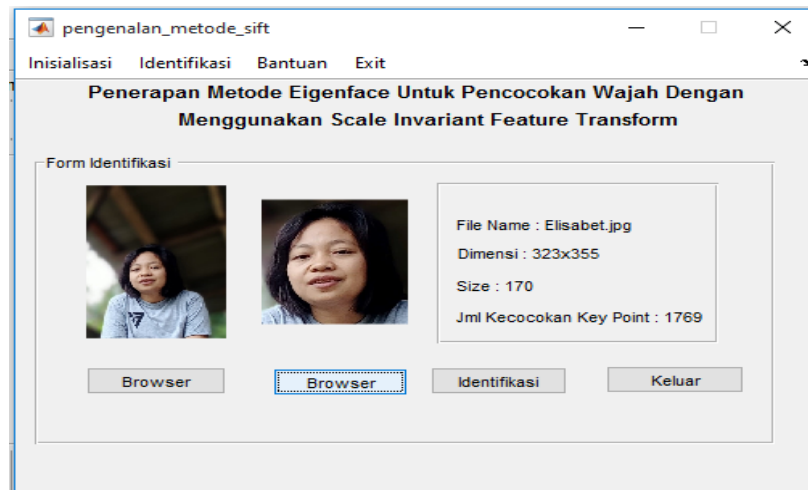 pengenalan_metode_sift
Inisialisasi Identifikasi Bantuan Exit
Penerapan Metode Eigenface Untuk Pencocokan Wajah Dengan
Menggunakan Scale Invariant Feature Transform
Form Identifikasi
File Name : Elisabet.jpg
Dimensi : 323x355
Size : 170
Jml Kecocokan Key Point : 1769
Browser Browser Identifikasi Keluar